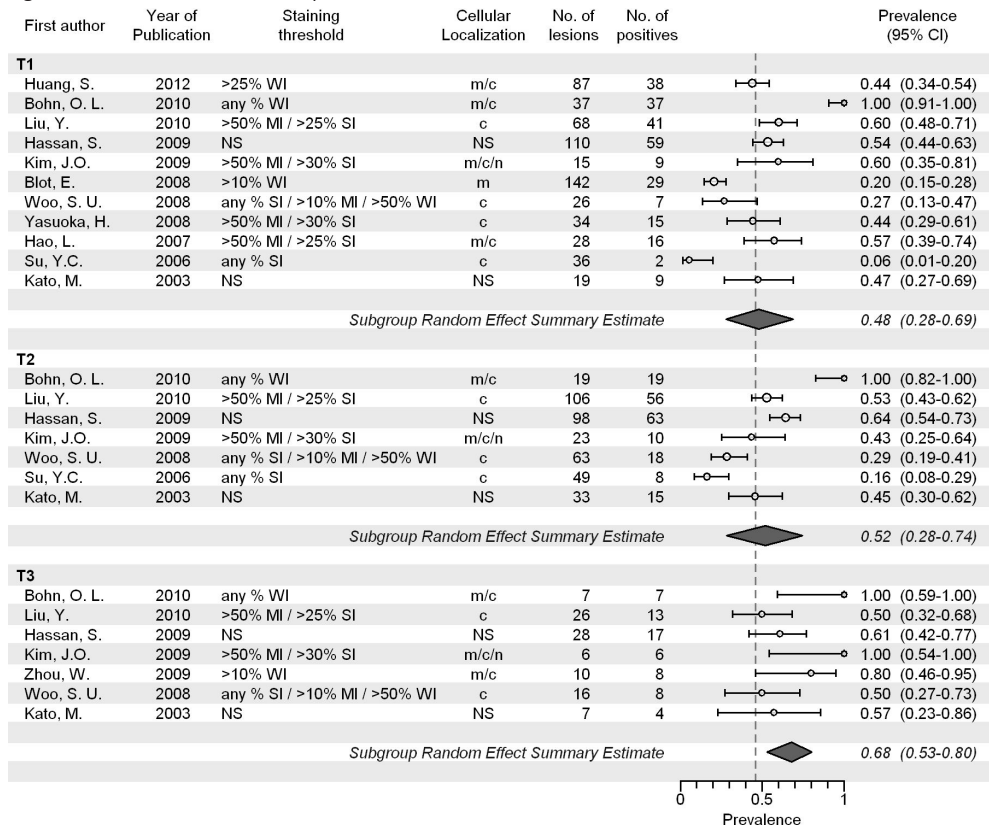 First author Year of Publication Staining threshold Cellular Localization No. of lesions No. of positives Prevalence (95% CI)
T1
Huang, S. 2012 >25% WI m/c 87 38 0.44 (0.34-0.54)
Bohn, O. L. 2010 any % WI m/c 37 37 1.00 (0.91-1.00)
Liu, Y. 2010 >50% MI / >25% SI c 68 41 0.60 (0.48-0.71)
Hassan, S. 2009 NS NS 110 59 0.54 (0.44-0.63)
Kim, J.O. 2009 >50% MI / >30% SI m/c/n 15 9 0.60 (0.35-0.81)
Blot, E. 2008 >10% WI m 142 29 0.20 (0.15-0.28)
Woo, S. U. 2008 any % SI / >10% MI / >50% WI c 26 7 0.27 (0.13-0.47)
Yasuoka, H. 2008 >50% MI / >30% SI c 34 15 0.44 (0.29-0.61)
Hao, L. 2007 >50% MI / >25% SI m/c 28 16 0.57 (0.39-0.74)
Su, Y.C. 2006 any % SI c 36 2 0.06 (0.01-0.20)
Kato, M. 2003 NS NS 19 9 0.47 (0.27-0.69)
Subgroup Random Effect Summary Estimate 0.48 (0.28-0.69)
T2
Bohn, O. L. 2010 any % WI m/c 19 19 1.00 (0.82-1.00)
Liu, Y. 2010 >50% MI / >25% SI c 106 56 0.53 (0.43-0.62)
Hassan, S. 2009 NS NS 98 63 0.64 (0.54-0.73)
Kim, J.O. 2009 >50% MI / >30% SI m/c/n 23 10 0.43 (0.25-0.64)
Woo, S. U. 2008 any % SI / >10% MI / >50% WI c 63 18 0.29 (0.19-0.41)
Su, Y.C. 2006 any % SI c 49 8 0.16 (0.08-0.29)
Kato, M. 2003 NS NS 33 15 0.45 (0.30-0.62)
Subgroup Random Effect Summary Estimate 0.52 (0.28-0.74)
T3
Bohn, O. L. 2010 any % WI m/c 7 7 1.00 (0.59-1.00)
Liu, Y. 2010 >50% MI / >25% SI c 26 13 0.50 (0.32-0.68)
Hassan, S. 2009 NS NS 28 17 0.61 (0.42-0.77)
Kim, J.O. 2009 >50% MI / >30% SI m/c/n 6 6 1.00 (0.54-1.00)
Zhou, W. 2009 >10% WI m/c 10 8 0.80 (0.46-0.95)
Woo, S. U. 2008 any % SI / >10% MI / >50% WI c 16 8 0.50 (0.27-0.73)
Kato, M. 2003 NS NS 7 4 0.57 (0.23-0.86)
Subgroup Random Effect Summary Estimate 0.68 (0.53-0.80)
0 0.5 1
Prevalence